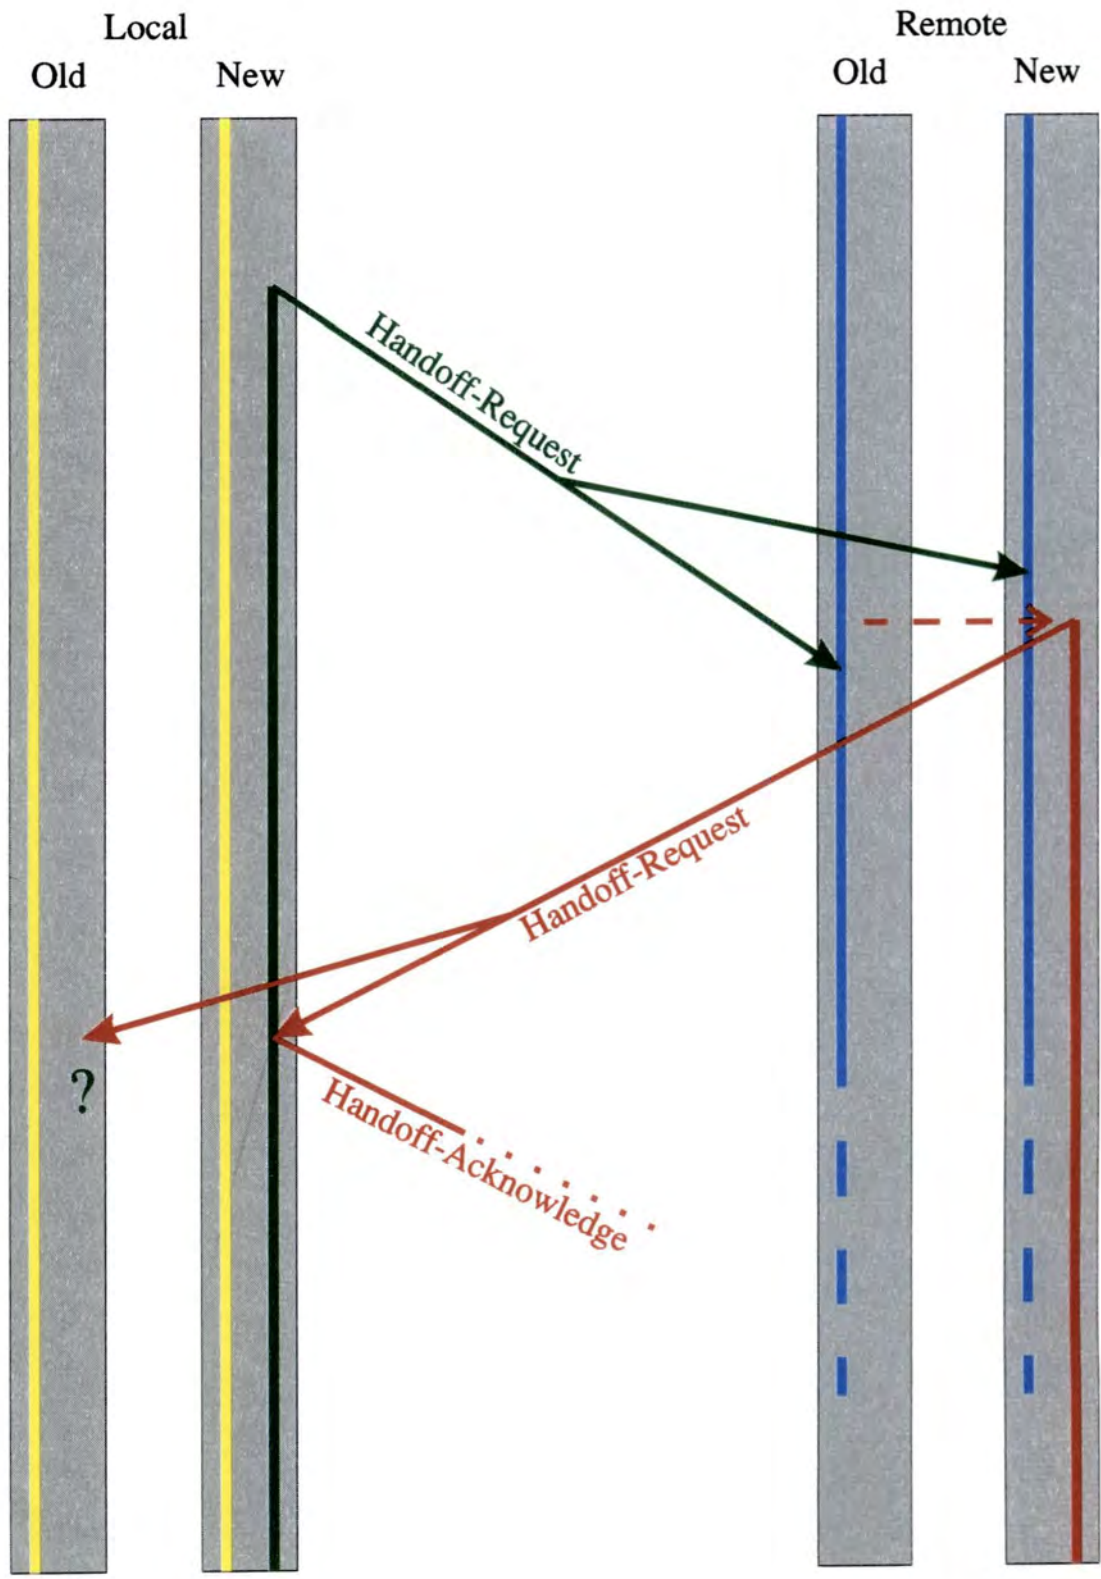 Local
Remote
Old
New
Old
New
Handoff-Request
Handoff-Request
?
Handoff-Acknowledge